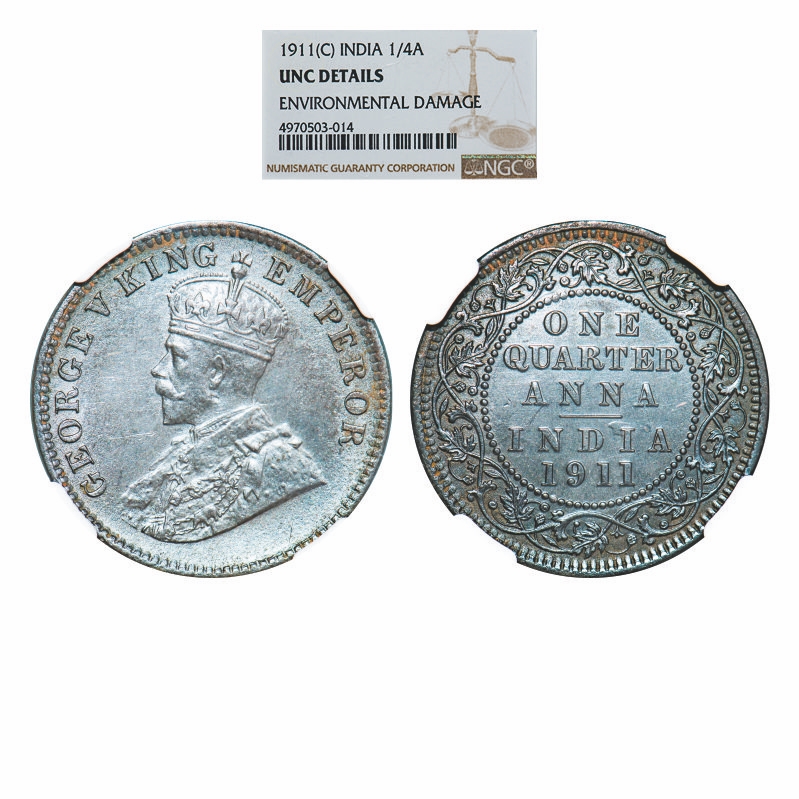 1911(C) INDIA 1/4A
UNC DETAILS
ENVIRONMENTAL DAMAGE
4970503-014
NUMISMATIC GUARANTY CORPORATION NGC®
GEORGE V KING EMPEROR
ONE
QUARTER
ANNA
INDIA
1911